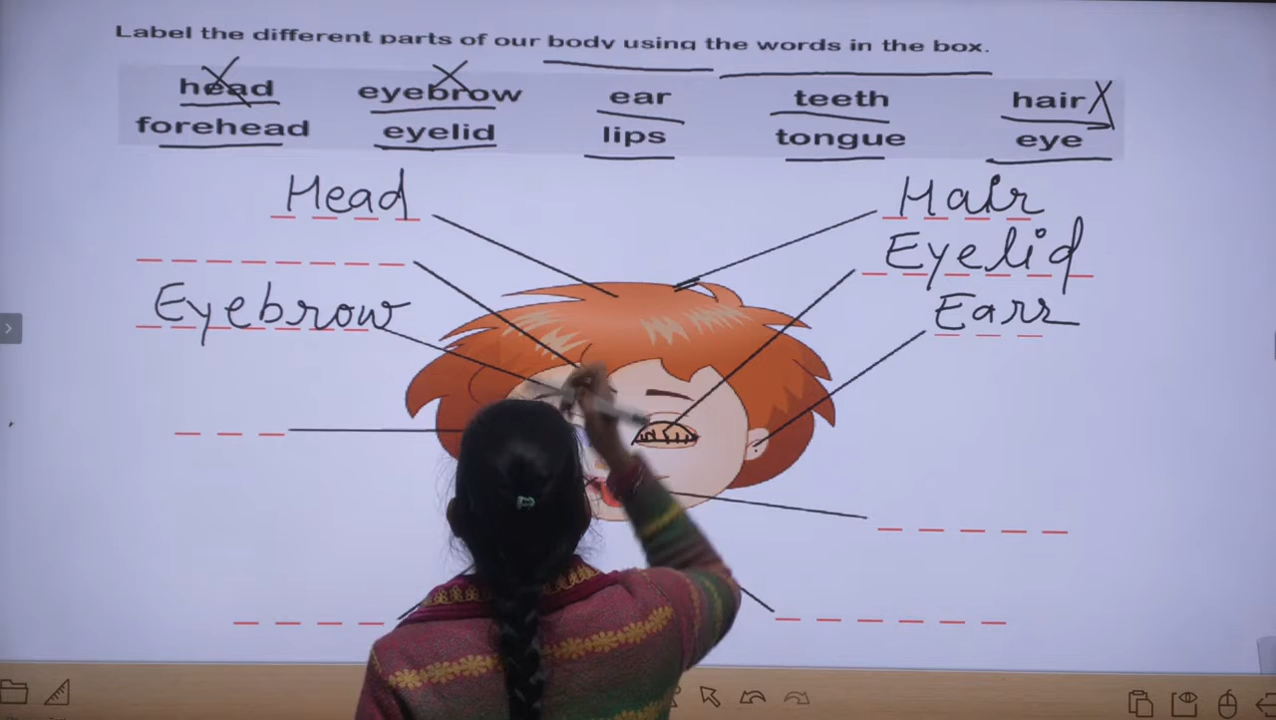 Label the different parts of our body using the words in the box.
head eyebrow ear teeth hair
forehead eyelid lips tongue eye
Head Hair
Eyelid
Eyebrow Ears